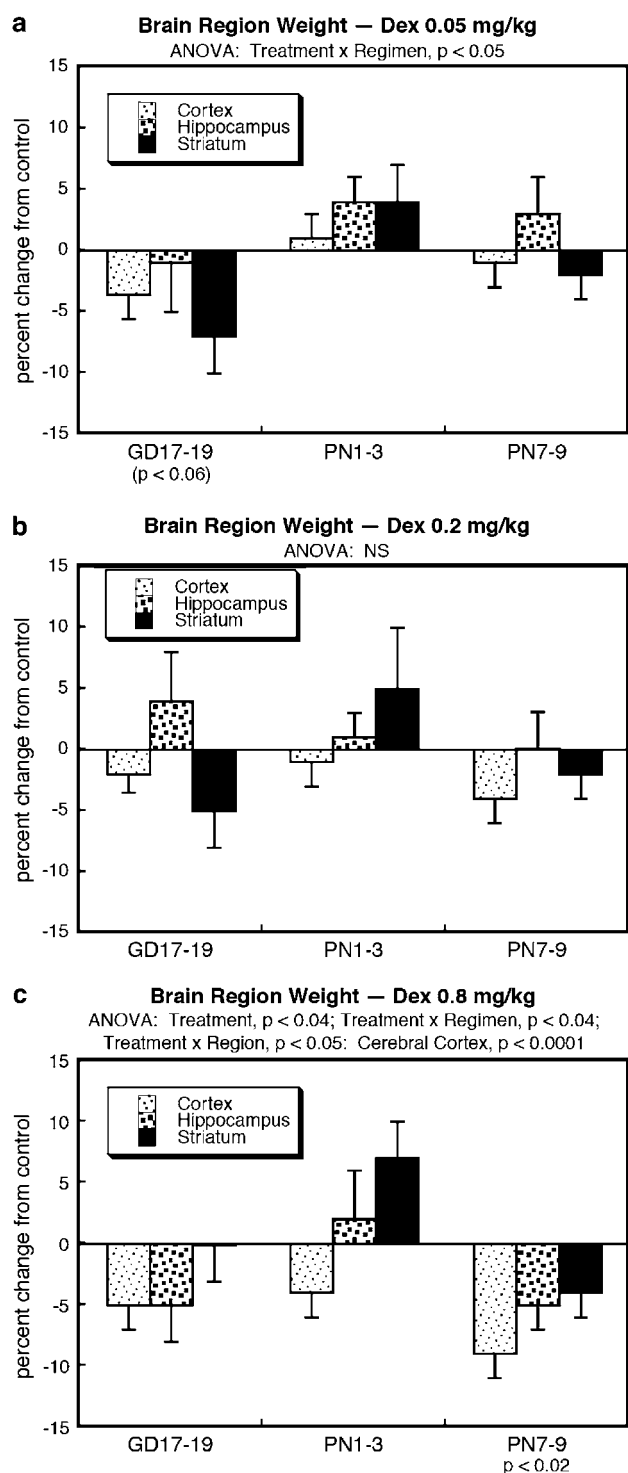 a
Brain Region Weight — Dex 0.05 mg/kg
ANOVA: Treatment x Regimen, p < 0.05
percent change from control
15
10
5
0
-5
-10
-15
Cortex
Hippocampus
Striatum
GD17-19
PN1-3
PN7-9
(p < 0.06)
b
Brain Region Weight — Dex 0.2 mg/kg
ANOVA: NS
percent change from control
15
10
5
0
-5
-10
-15
Cortex
Hippocampus
Striatum
GD17-19
PN1-3
PN7-9
c
Brain Region Weight — Dex 0.8 mg/kg
ANOVA: Treatment, p < 0.04; Treatment x Regimen, p < 0.04;
Treatment x Region, p < 0.05: Cerebral Cortex, p < 0.0001
percent change from control
15
10
5
0
-5
-10
-15
Cortex
Hippocampus
Striatum
GD17-19
PN1-3
PN7-9
p < 0.02